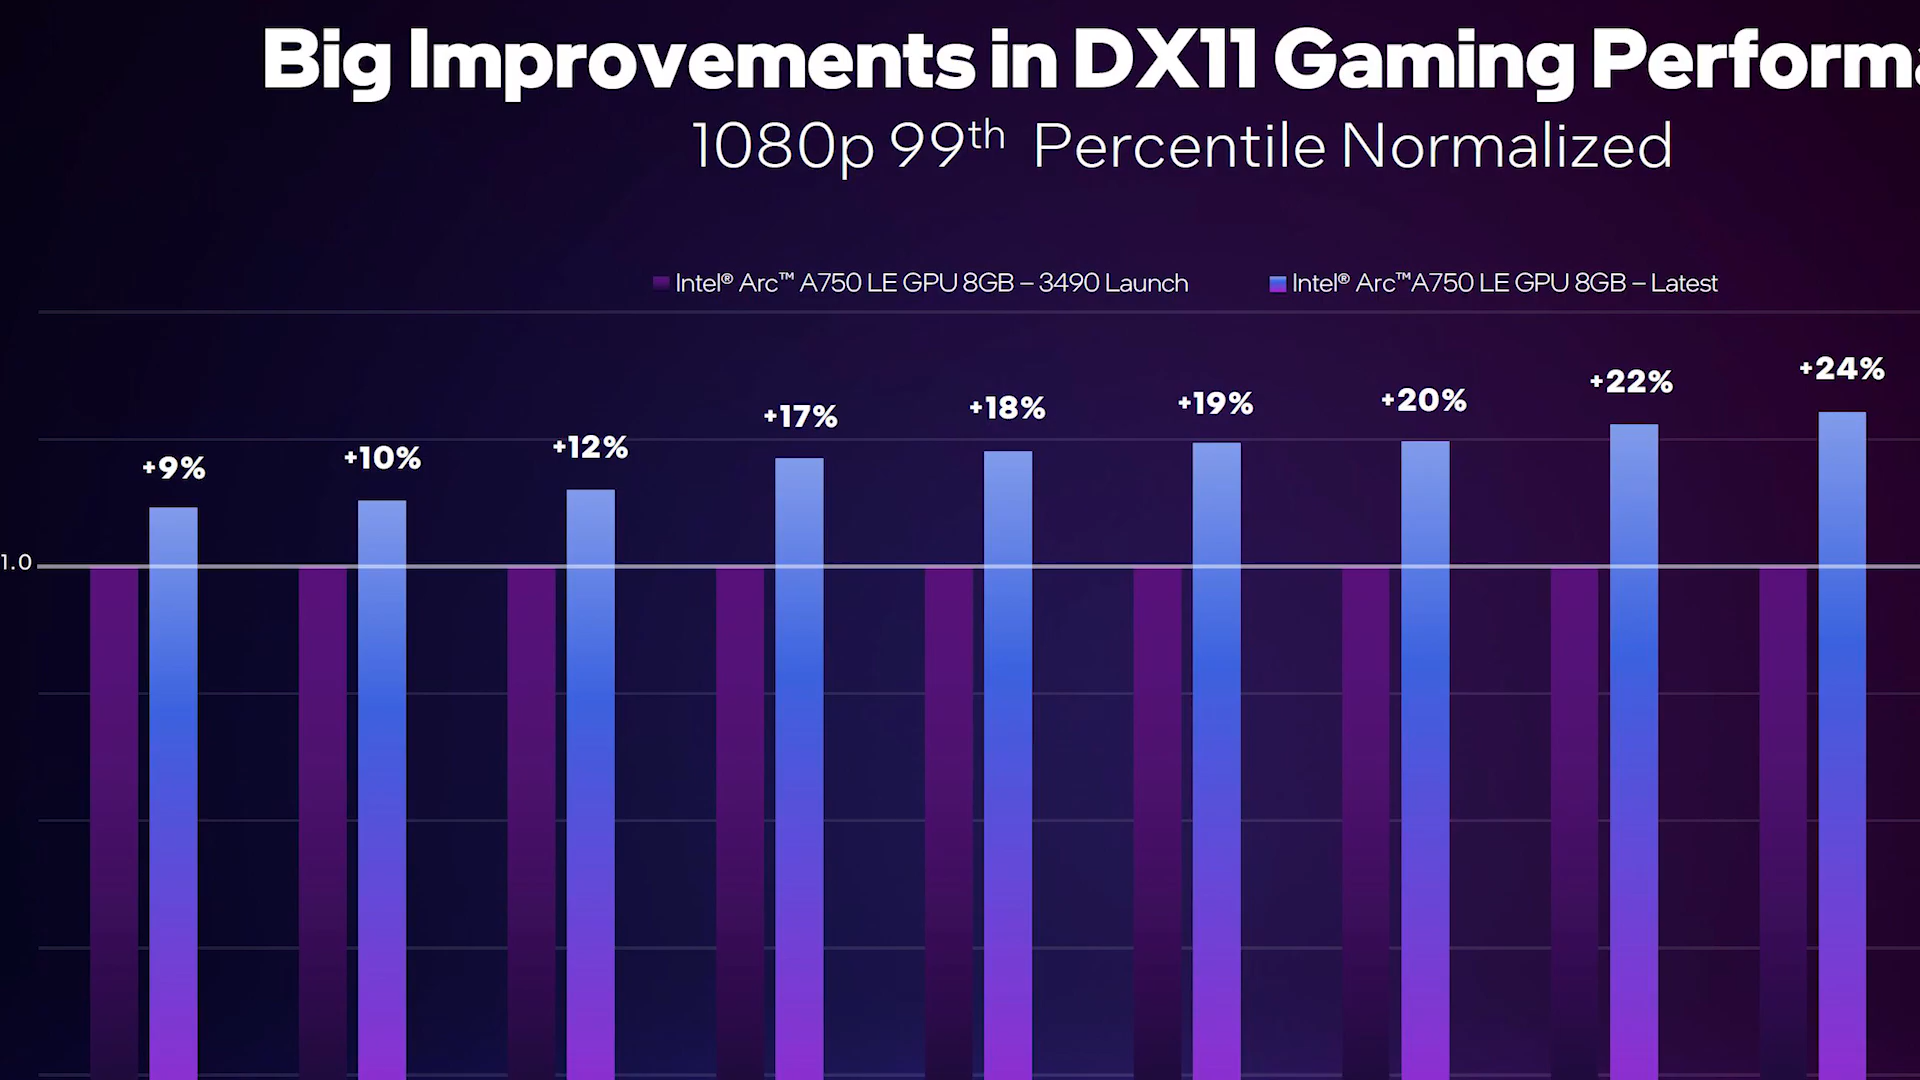 Big Improvements in DX11 Gaming Performa
1080p 99th Percentile Normalized
Intel® Arc™ A750 LE GPU 8GB – 3490 Launch
Intel® Arc™A750 LE GPU 8GB – Latest
+9%
+10%
+12%
+17%
+18%
+19%
+20%
+22%
+24%
1.0